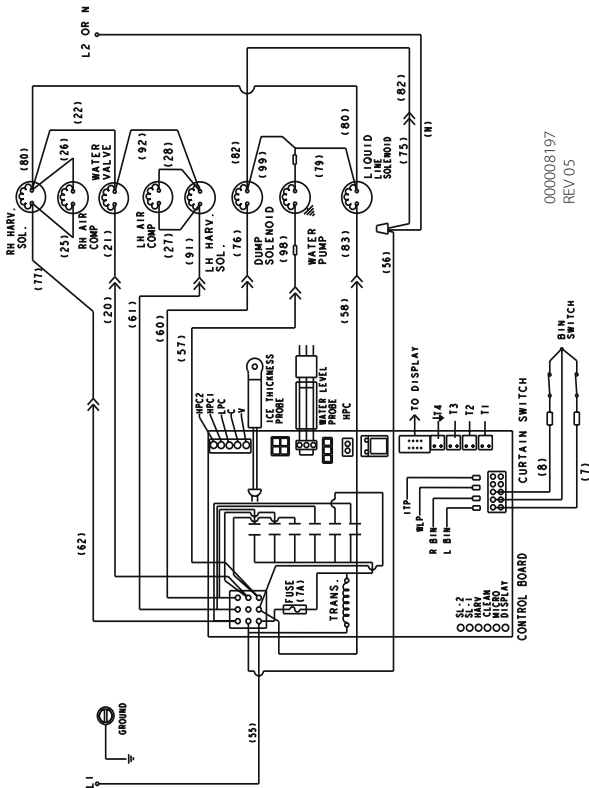 L2 OR N
(80)
(26)
(22)
WATER
VALVE
(92)
(28)
(82)
(99)
(79)
(80)
LIQUID
LINE
SOLENOID
(82)
(75)
(N)
RH HARV.
SOL.
(77)
(25)
RH AIR
COMP
(21)
LH AIR
COMP
(27)
(91)
LH HARV.
SOL.
(76)
DUMP
SOLENOID
(98)
WATER
PUMP
(83)
(56)
(20)
(61)
(60)
(57)
(58)
(62)
HPC2
HPC1
LPC
C
V
ICE THICKNESS
PROBE
WATER LEVEL
PROBE
HPC
TO DISPLAY
T4
T3
T2
T1
BIN
SWITCH
CURTAIN SWITCH
(8)
(7)
ITP
WLP
R BIN
L BIN
FUSE
(7A)
TRANS.
SL-2
SL-1
HARV
CLEAN
MICRO
DISPLAY
CONTROL BOARD
GROUND
(55)
L1
000008197
REV 05